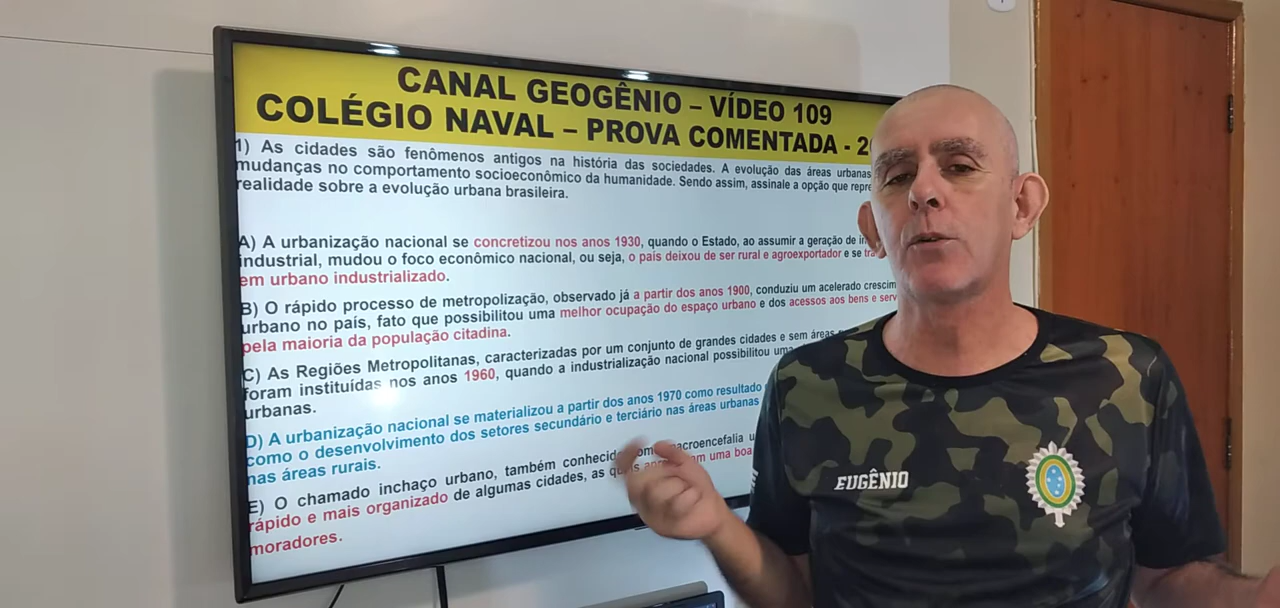 CANAL GEOGÊNIO – VÍDEO 109
COLÉGIO NAVAL – PROVA COMENTADA - 2
1) As cidades são fenômenos antigos na história das sociedades. A evolução das áreas urbanas
mudanças no comportamento socioeconômico da humanidade. Sendo assim, assinale a opção que
realidade sobre a evolução urbana brasileira.
A) A urbanização nacional se concretizou nos anos 1930, quando o Estado, ao assumir a geração de
industrial, mudou o foco econômico nacional, ou seja, o país deixou de ser rural e agroexportador e se
em urbano industrializado.
B) O rápido processo de metropolização, observado já a partir dos anos 1900, conduziu um acelerado
urbano no país, fato que possibilitou uma melhor ocupação do espaço urbano e dos acessos aos bens e
pela maioria da população citadina.
C) As Regiões Metropolitanas, caracterizadas por um conjunto de grandes cidades e sem áreas
foram instituídas nos anos 1960, quando a industrialização nacional possibilitou
urbanas.
D) A urbanização nacional se materializou a partir dos anos 1970 como resultado
como o desenvolvimento dos setores secundário e terciário nas áreas urbanas
nas áreas rurais.
E) O chamado inchaço urbano, também macroencefalia
rápido e mais organizado de algumas cidades, as uma boa
moradores.
EUGÊNIO